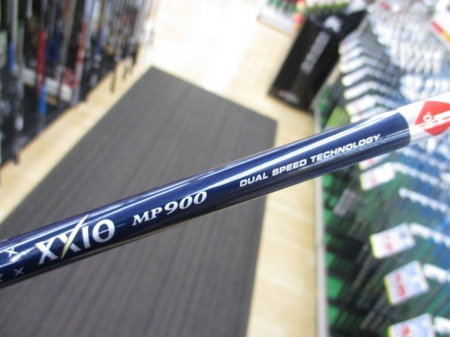 XXIO MP900 DUAL SPEED TECHNOLOGY